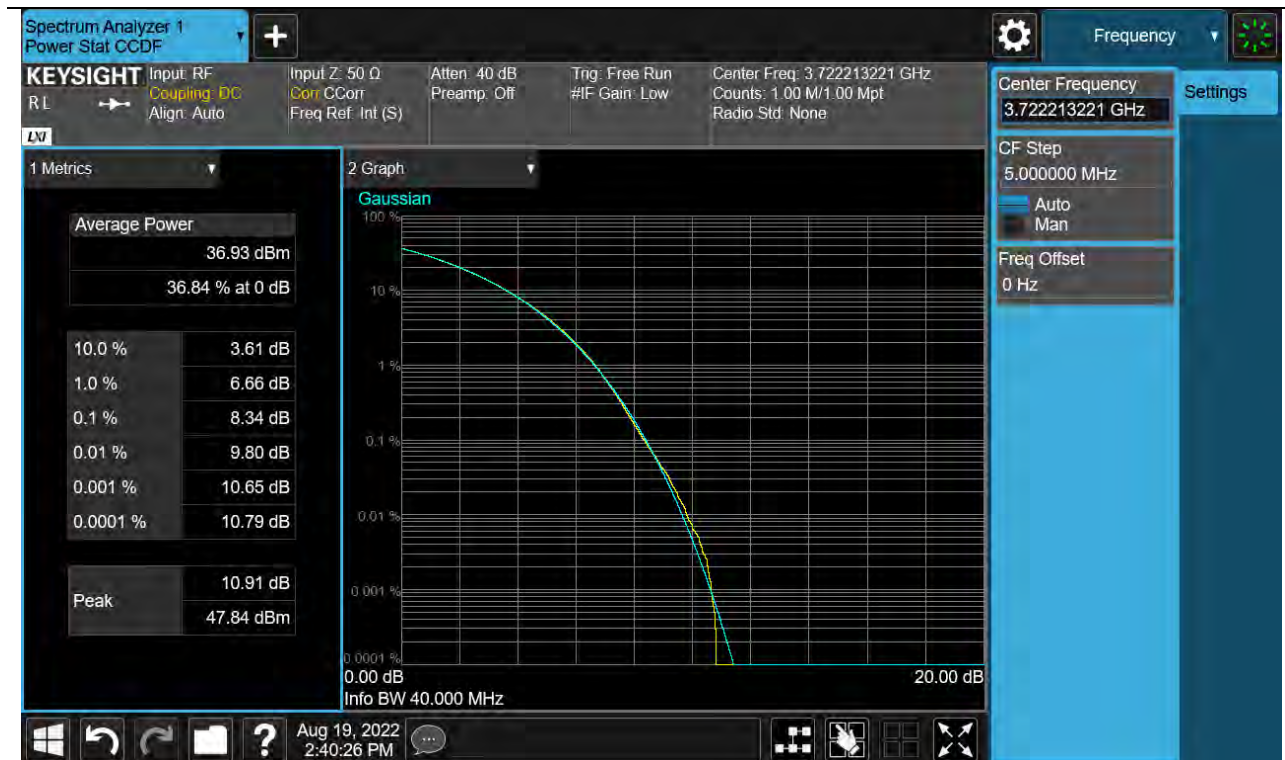 Spectrum Analyzer 1
Power Stat CCDF
Frequency
KEYSIGHT
RL
LXI
Input: RF
Coupling: DC
Align: Auto
Input Z: 50 Ω
Corr CCorr
Freq Ref: Int (S)
Atten: 40 dB
Preamp: Off
Trig: Free Run
#IF Gain: Low
Center Freq: 3.722213221 GHz
Counts: 1.00 M/1.00 Mpt
Radio Std: None
Center Frequency
3.722213221 GHz
Settings
CF Step
5.000000 MHz
Auto
Man
Freq Offset
0 Hz
1 Metrics
Average Power
36.93 dBm
36.84 % at 0 dB
10.0 % 3.61 dB
1.0 % 6.66 dB
0.1 % 8.34 dB
0.01 % 9.80 dB
0.001 % 10.65 dB
0.0001 % 10.79 dB
Peak
10.91 dB
47.84 dBm
2 Graph
Gaussian
100 %
10 %
1 %
0.1 %
0.01 %
0.001 %
0.0001 %
0.00 dB 20.00 dB
Info BW 40.000 MHz
?
Aug 19, 2022
2:40:26 PM